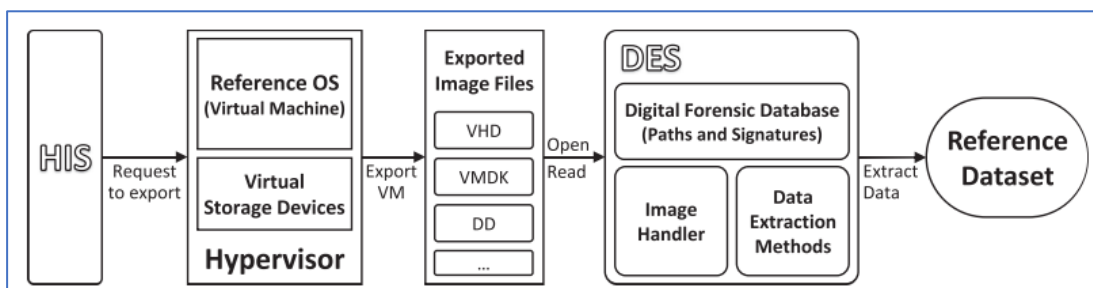 HIS
Request
to export
Reference OS
(Virtual Machine)
Virtual
Storage Devices
Hypervisor
Export
VM
Exported
Image Files
VHD
VMDK
DD
...
Open
Read
DES
Digital Forensic Database
(Paths and Signatures)
Image
Handler
Data
Extraction
Methods
Extract
Data
Reference
Dataset